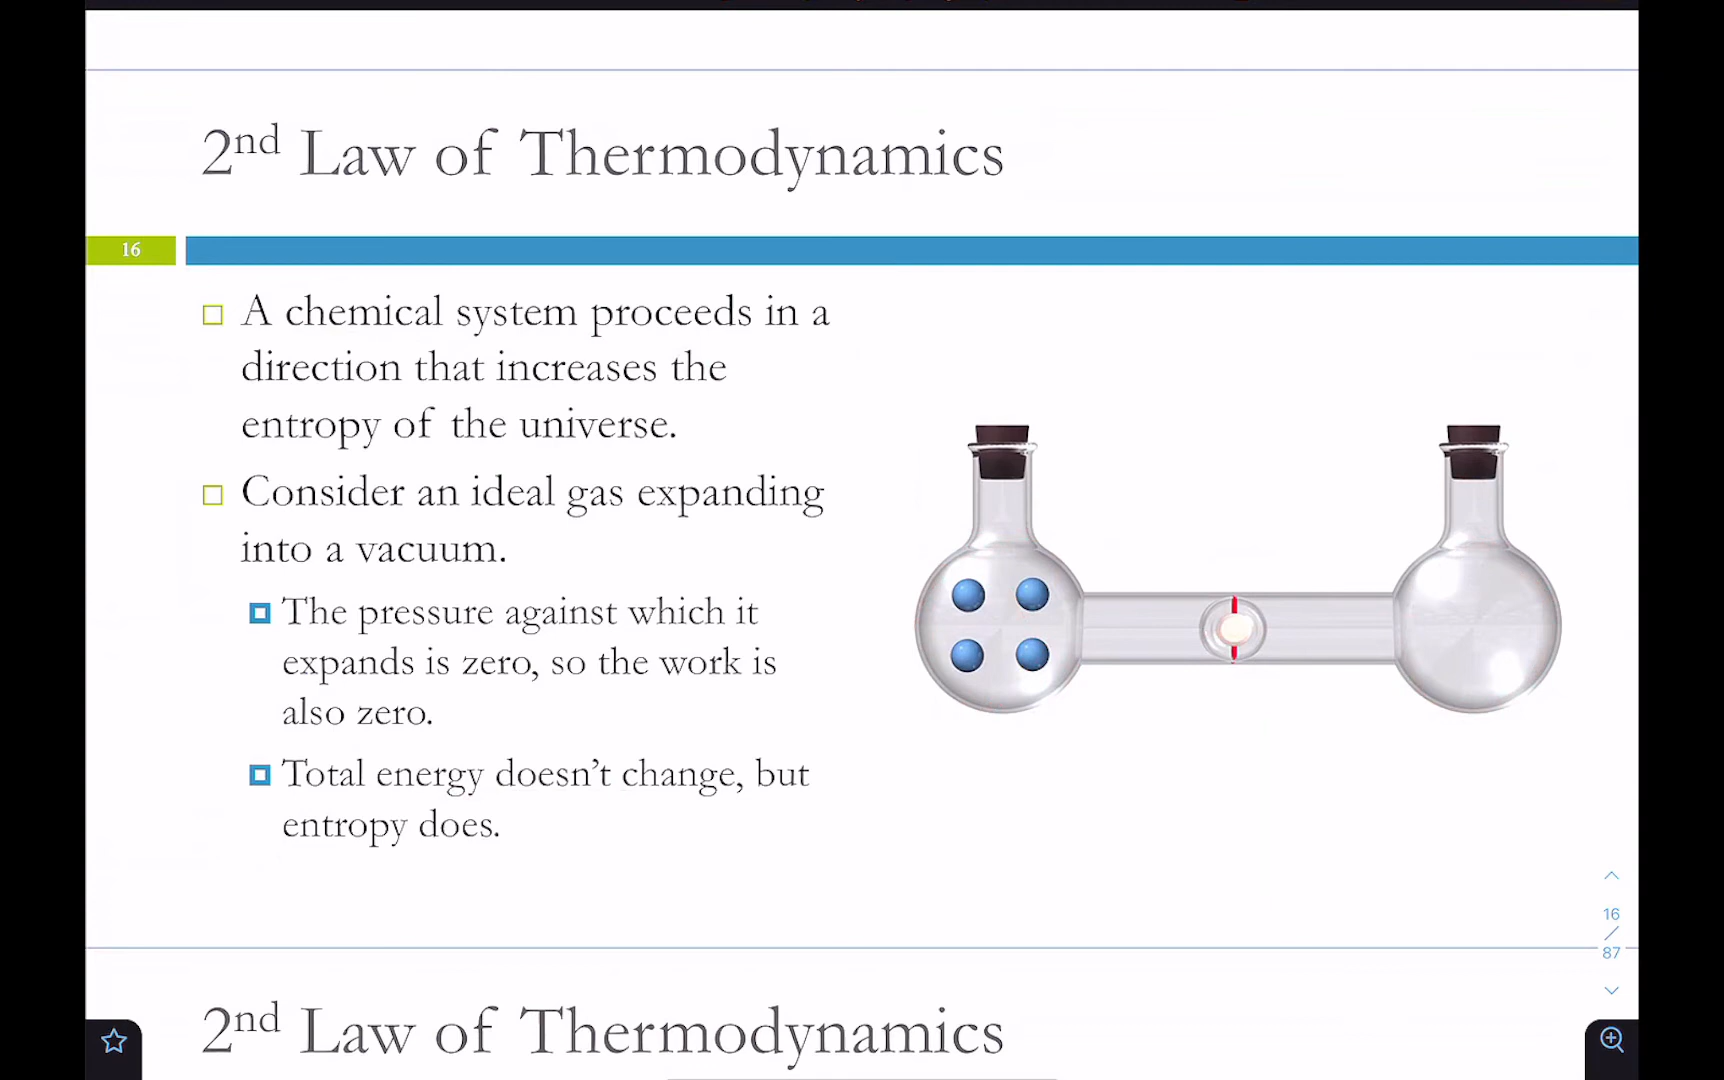 2nd Law of Thermodynamics
16
A chemical system proceeds in a
direction that increases the
entropy of the universe.
Consider an ideal gas expanding
into a vacuum.
The pressure against which it
expands is zero, so the work is
also zero.
Total energy doesn't change, but
entropy does.
16
/
87
2nd Law of Thermodynamics